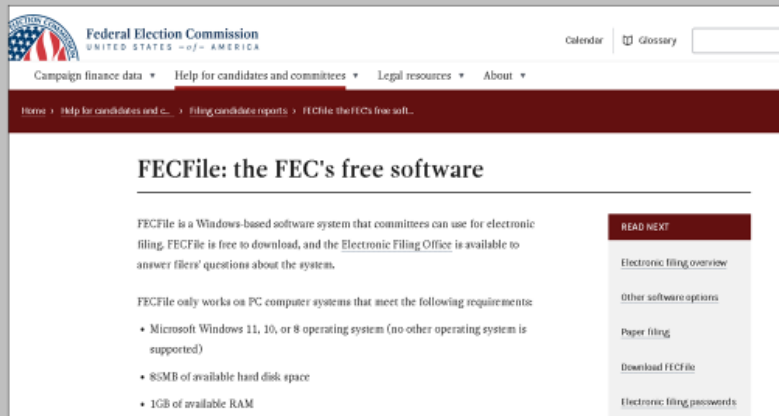 ELECTION COMMISSION
Federal Election Commission
UNITED STATES -of- AMERICA
Calendar
Glossary
Campaign finance data ▼ Help for candidates and committees ▼ Legal resources ▼ About ▼
Home › Help for candidates and c... › Filing candidate reports › FECFile: the FEC's free soft...
FECFile: the FEC's free software
FECFile is a Windows-based software system that committees can use for electronic
filing. FECFile is free to download, and the Electronic Filing Office is available to
answer filers' questions about the system.
FECFile only works on PC computer systems that meet the following requirements:
• Microsoft Windows 11, 10, or 8 operating system (no other operating system is
supported)
• 85MB of available hard disk space
• 1GB of available RAM
READ NEXT
Electronic filing overview
Other software options
Paper filing
Download FECFile
Electronic filing passwords